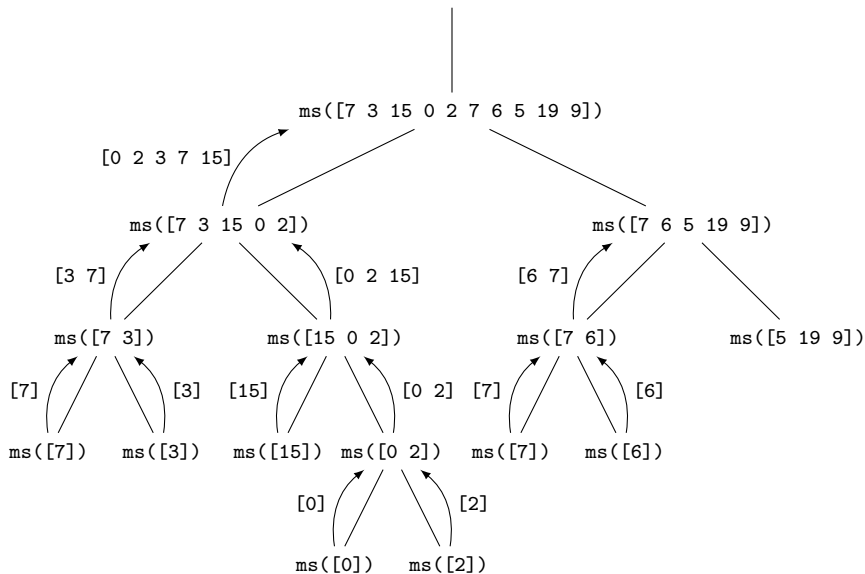 ms([7 3 15 0 2 7 6 5 19 9])
[0 2 3 7 15]
ms([7 3 15 0 2])
ms([7 6 5 19 9])
[3 7]
[0 2 15]
[6 7]
ms([7 3])
ms([15 0 2])
ms([7 6])
ms([5 19 9])
[7]
[3]
[15]
[0 2]
[7]
[6]
ms([7])
ms([3])
ms([15])
ms([0 2])
ms([7])
ms([6])
[0]
[2]
ms([0])
ms([2])